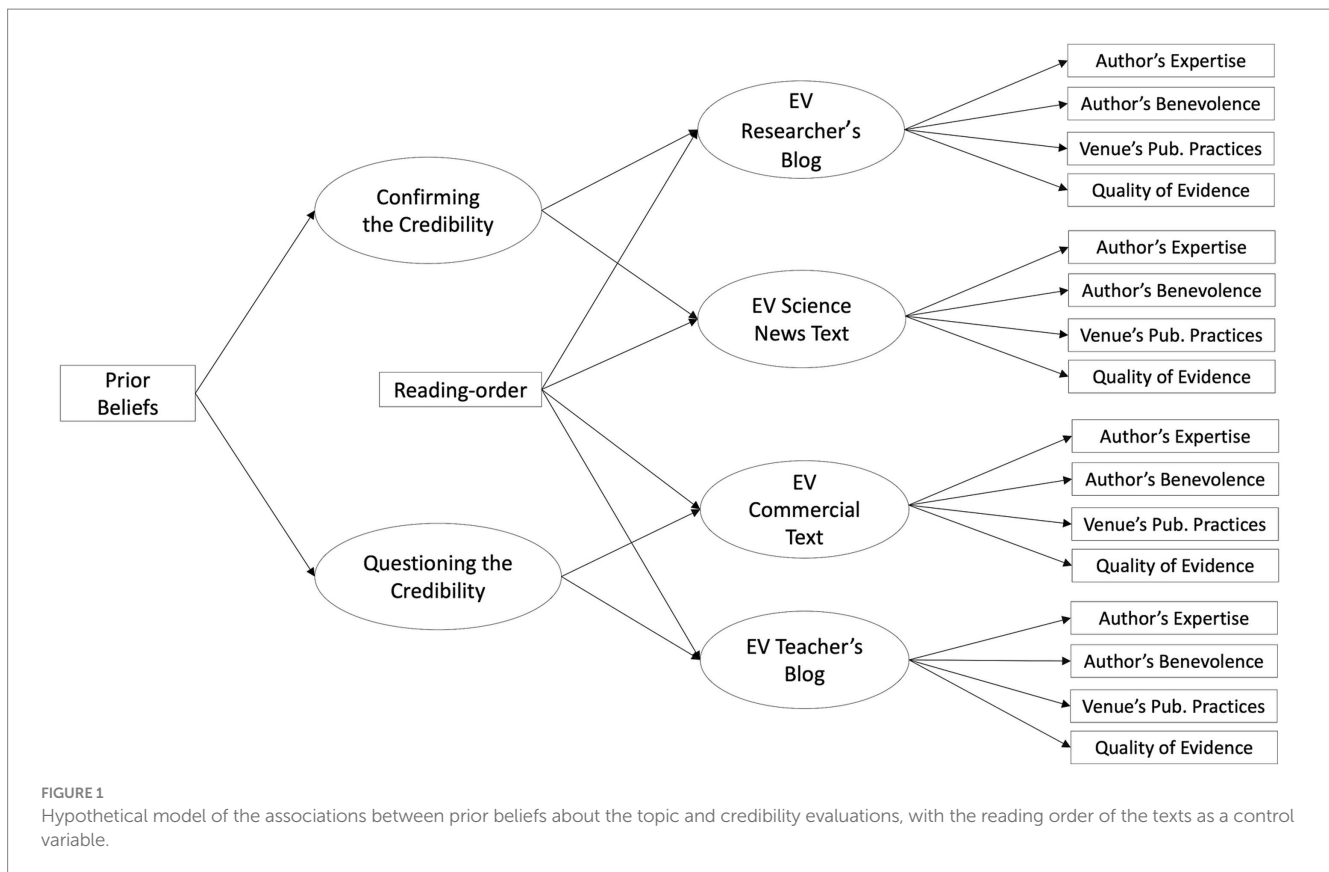 Author's Expertise
EV
Researcher's
Blog
Author's Benevolence
Venue's Pub. Practices
Quality of Evidence
Confirming
the Credibility
Author's Expertise
EV Science
News Text
Author's Benevolence
Venue's Pub. Practices
Quality of Evidence
Prior
Beliefs
Reading-order
Author's Expertise
EV
Commercial
Text
Author's Benevolence
Venue's Pub. Practices
Quality of Evidence
Questioning the
Credibility
Author's Expertise
EV Teacher's
Blog
Author's Benevolence
Venue's Pub. Practices
Quality of Evidence
FIGURE 1
Hypothetical model of the associations between prior beliefs about the topic and credibility evaluations, with the reading order of the texts as a control
variable.